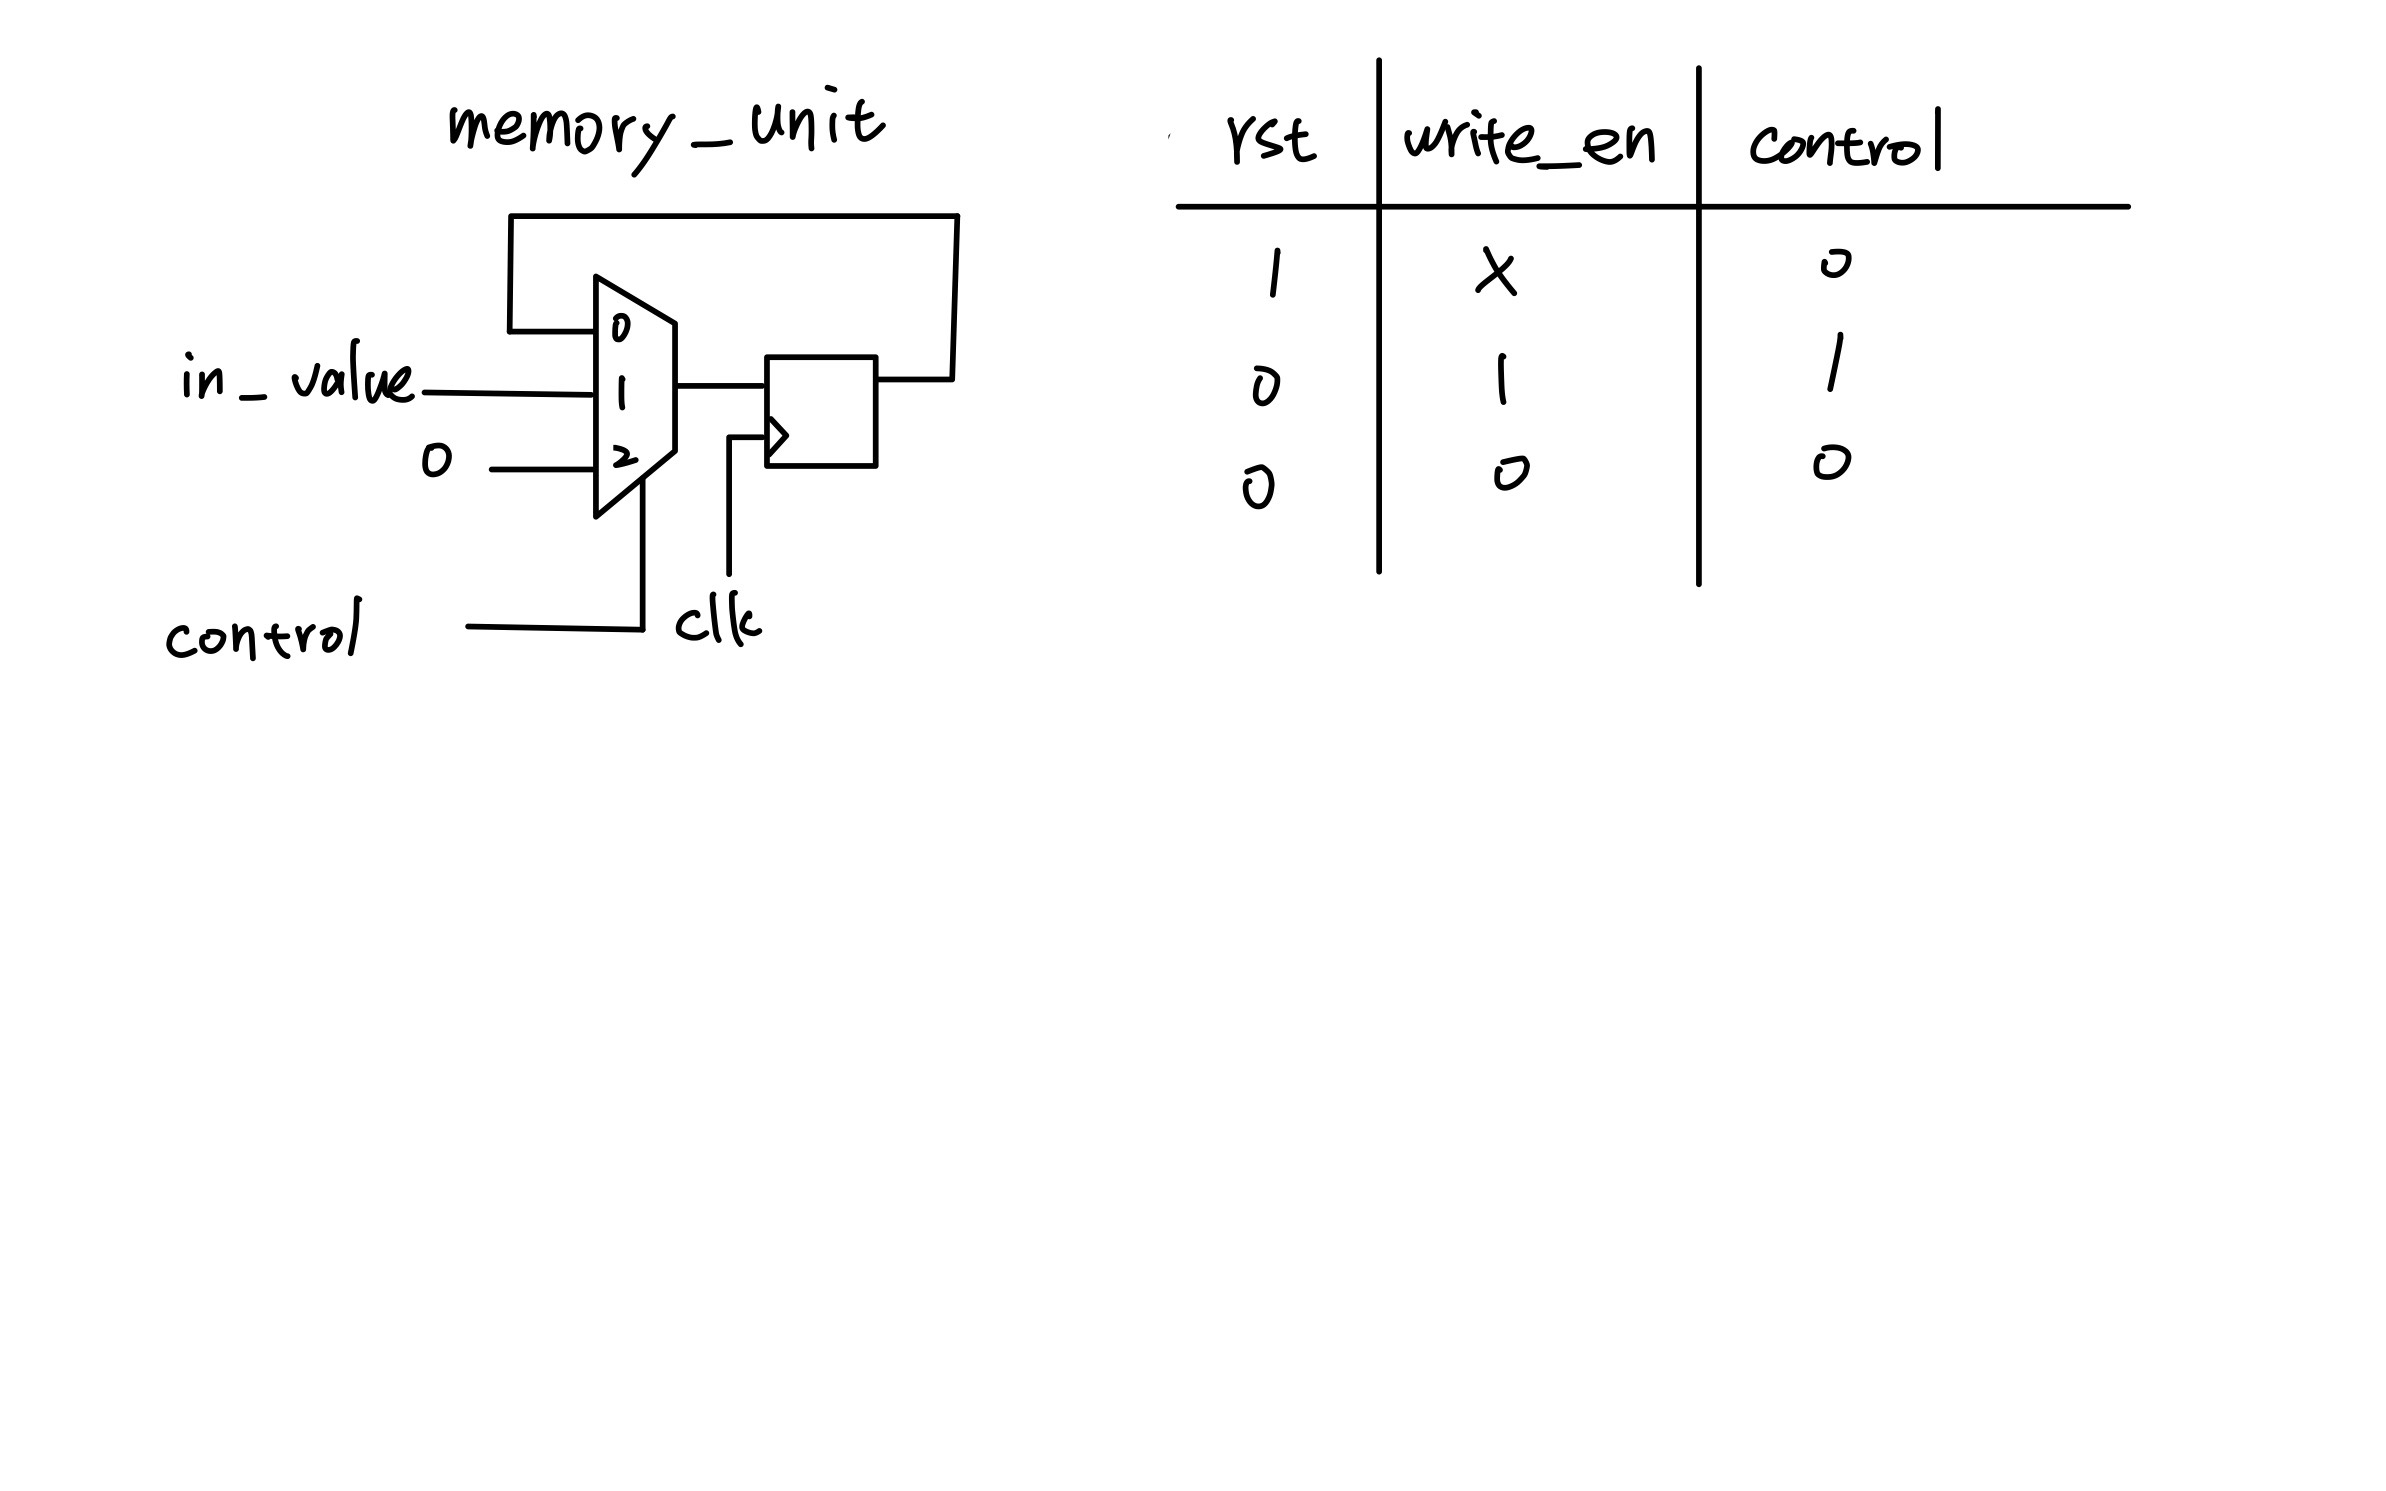 memory_unit
0
in_value
1
0
2
control
clk
rst write_en control
1 x 0
0 1 1
0 0 0